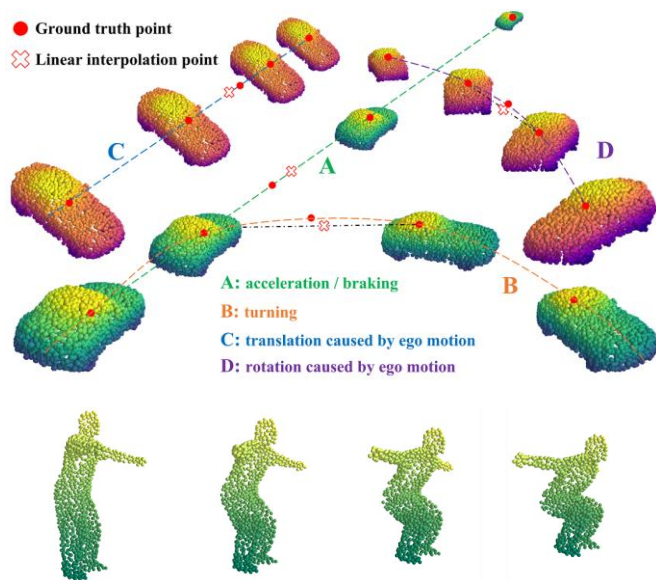 Ground truth point
Linear interpolation point
C
A
D
B
A: acceleration / braking
B: turning
C: translation caused by ego motion
D: rotation caused by ego motion